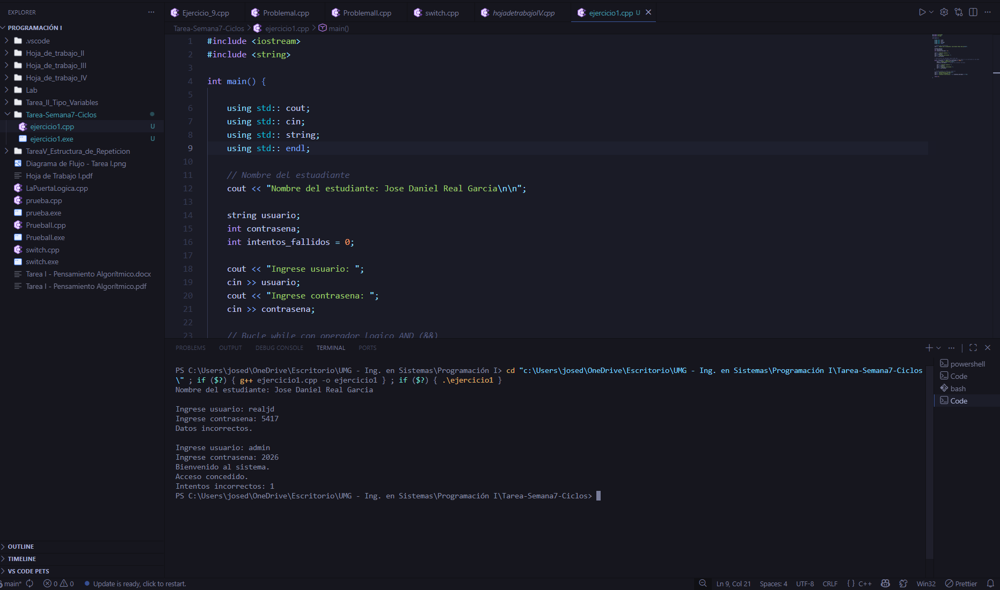 EXPLORER
PROGRAMACIÓN I
.vscode
Hoja_de_trabajo_II
Hoja_de_trabajo_III
Hoja_de_trabajo_IV
Lab
Tarea_II_Tipo_Variables
Tarea-Semana7-Ciclos
ejercicio1.cpp U
ejercicio1.exe U
TareaV_Estructura_de_Repeticion
Diagrama de Flujo - Tarea I.png
Hoja de Trabajo I.pdf
LaPuertaLogica.cpp
prueba.cpp
prueba.exe
PruebaII.cpp
PruebaII.exe
switch.cpp
switch.exe
Tarea I - Pensamiento Algorítmico.docx
Tarea I - Pensamiento Algorítmico.pdf
OUTLINE
TIMELINE
VS CODE PETS
Ejercicio_9.cpp ProblemaI.cpp ProblemaII.cpp switch.cpp hojadetrabajoIV.cpp ejercicio1.cpp U
Tarea-Semana7-Ciclos > ejercicio1.cpp > main()
1 #include <iostream>
2 #include <string>
3
4 int main() {
5
6 using std:: cout;
7 using std:: cin;
8 using std:: string;
9 using std:: endl;
10
11 // Nombre del estuadiante
12 cout << "Nombre del estudiante: Jose Daniel Real Garcia\n\n";
13
14 string usuario;
15 int contrasena;
16 int intentos_fallidos = 0;
17
18 cout << "Ingrese usuario: ";
19 cin >> usuario;
20 cout << "Ingrese contrasena: ";
21 cin >> contrasena;
22
23 // Bucle while con operador logico AND (&&)
PROBLEMS OUTPUT DEBUG CONSOLE TERMINAL PORTS
PS C:\Users\josed\OneDrive\Escritorio\UMG - Ing. en Sistemas\Programación I> cd "c:\Users\josed\OneDrive\Escritorio\UMG - Ing. en Sistemas\Programación I\Tarea-Semana7-Ciclos
\" ; if ($?) { g++ ejercicio1.cpp -o ejercicio1 } ; if ($?) { .\ejercicio1 }
Nombre del estudiante: Jose Daniel Real Garcia
Ingrese usuario: realjd
Ingrese contrasena: 5417
Datos incorrectos.
Ingrese usuario: admin
Ingrese contrasena: 2026
Bienvenido al sistema.
Acceso concedido.
Intentos incorrectos: 1
PS C:\Users\josed\OneDrive\Escritorio\UMG - Ing. en Sistemas\Programación I\Tarea-Semana7-Ciclos>
powershell
Code
bash
Code
main* 0 0 Update is ready, click to restart. Ln 9, Col 21 Spaces: 4 UTF-8 CRLF {} C++ Win32 Prettier